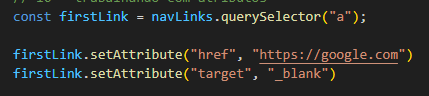 const firstLink = navLinks.querySelector("a");
firstLink.setAttribute("href", "https://google.com")
firstLink.setAttribute("target", "_blank")